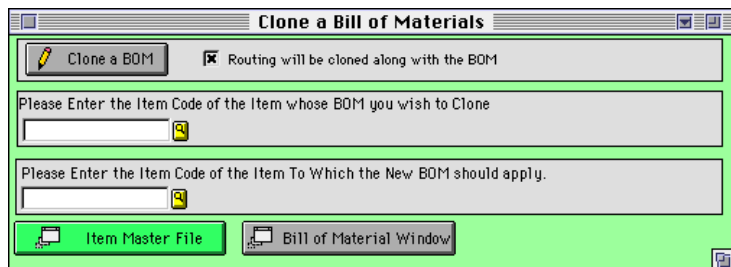 Clone a Bill of Materials
Clone a BOM Routing will be cloned along with the BOM
Please Enter the Item Code of the Item whose BOM you wish to Clone
Please Enter the Item Code of the Item To Which the New BOM should apply.
Item Master File Bill of Material Window